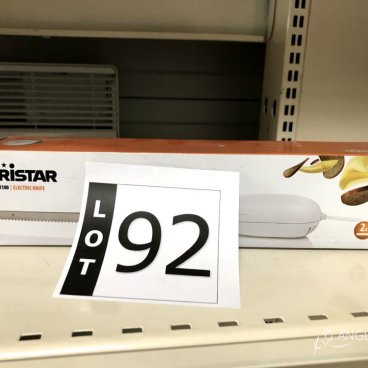 RISTAR
ELECTRIC KNIFE
LOT
92